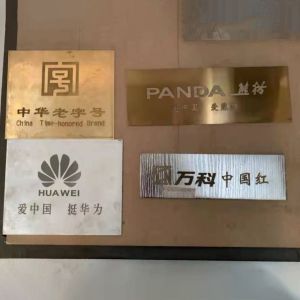 号
中华老字号
China Time-honored Brand
PANDA 熊猫
HUAWEI
爱中国 挺华为
万科 中国红